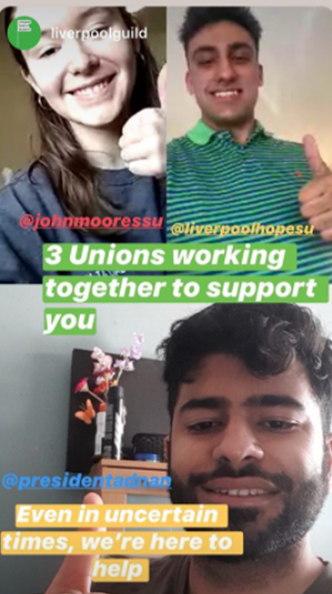 liverpoolguild
@johnmooressu
@liverpoolhopesu
3 Unions working
together to support
you
@presidentadnan
Even in uncertain
times, we're here to
help